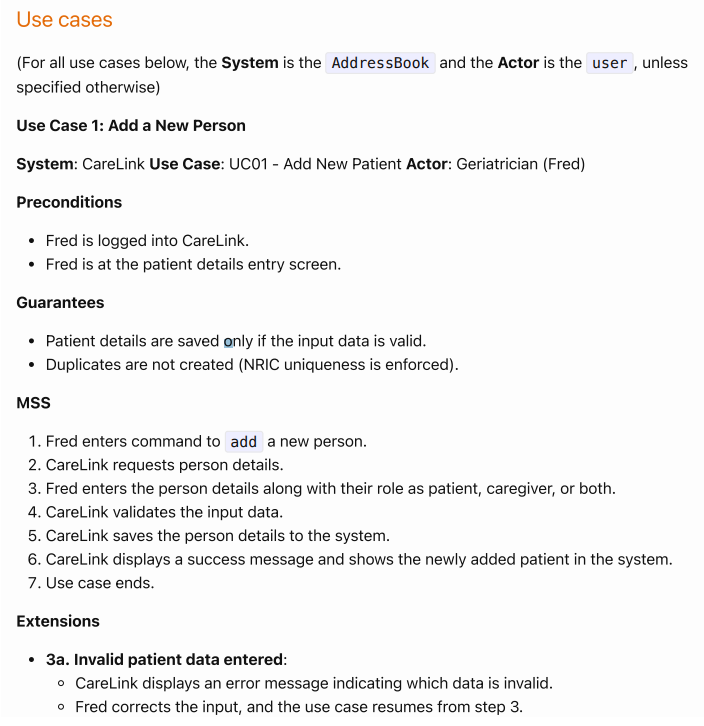 Use cases
(For all use cases below, the System is the AddressBook and the Actor is the user, unless
specified otherwise)
Use Case 1: Add a New Person
System: CareLink Use Case: UC01 - Add New Patient Actor: Geriatrician (Fred)
Preconditions
• Fred is logged into CareLink.
• Fred is at the patient details entry screen.
Guarantees
• Patient details are saved only if the input data is valid.
• Duplicates are not created (NRIC uniqueness is enforced).
MSS
1. Fred enters command to add a new person.
2. CareLink requests person details.
3. Fred enters the person details along with their role as patient, caregiver, or both.
4. CareLink validates the input data.
5. CareLink saves the person details to the system.
6. CareLink displays a success message and shows the newly added patient in the system.
7. Use case ends.
Extensions
• 3a. Invalid patient data entered:
◦ CareLink displays an error message indicating which data is invalid.
◦ Fred corrects the input, and the use case resumes from step 3.